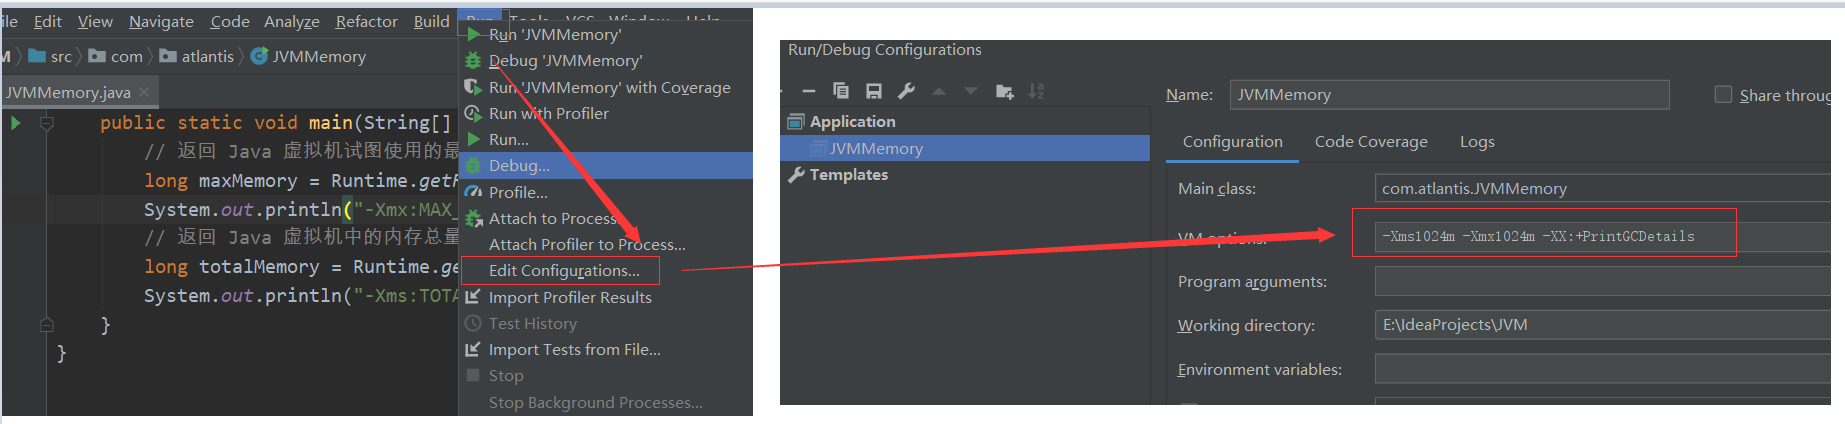 Edit View Navigate Code Analyze Refactor Build
src com atlantis JVMMemory
JVMMemory.java
public static void main(String[]
// 返回 Java 虚拟机试图使用的最
long maxMemory = Runtime.get
System.out.println("-Xmx:MAX_
// 返回 Java 虚拟机中的内存总量
long totalMemory = Runtime.ge
System.out.println("-Xms:TOTA
}
}
Run Tools VCS Window Help
Run 'JVMMemory'
Debug 'JVMMemory'
Run 'JVMMemory' with Coverage
Run with Profiler
Run...
Debug...
Profile...
Attach to Process...
Attach Profiler to Process...
Edit Configurations...
Import Profiler Results
Test History
Import Tests from File...
Stop
Stop Background Processes...
Run/Debug Configurations
Application
JVMMemory
Templates
Name: JVMMemory
Share throug
Configuration Code Coverage Logs
Main class: com.atlantis.JVMMemory
VM options: -Xms1024m -Xmx1024m -XX:+PrintGCDetails
Program arguments:
Working directory: E:\IdeaProjects\JVM
Environment variables: